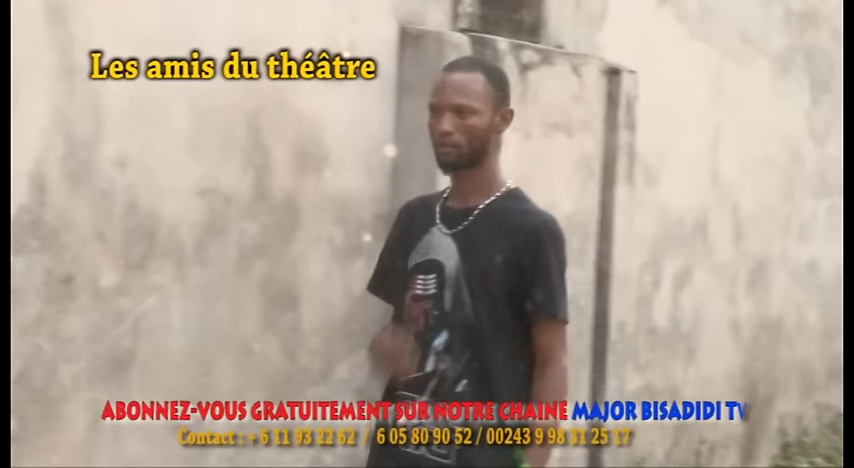 Les amis du théâtre
ABONNEZ-VOUS GRATUITEMENT SUR NOTRE CHAINE MAJOR BISADIDI TV
Contact : + 6 11 93 22 62 / 6 05 80 90 52 / 00243 9 98 31 25 17